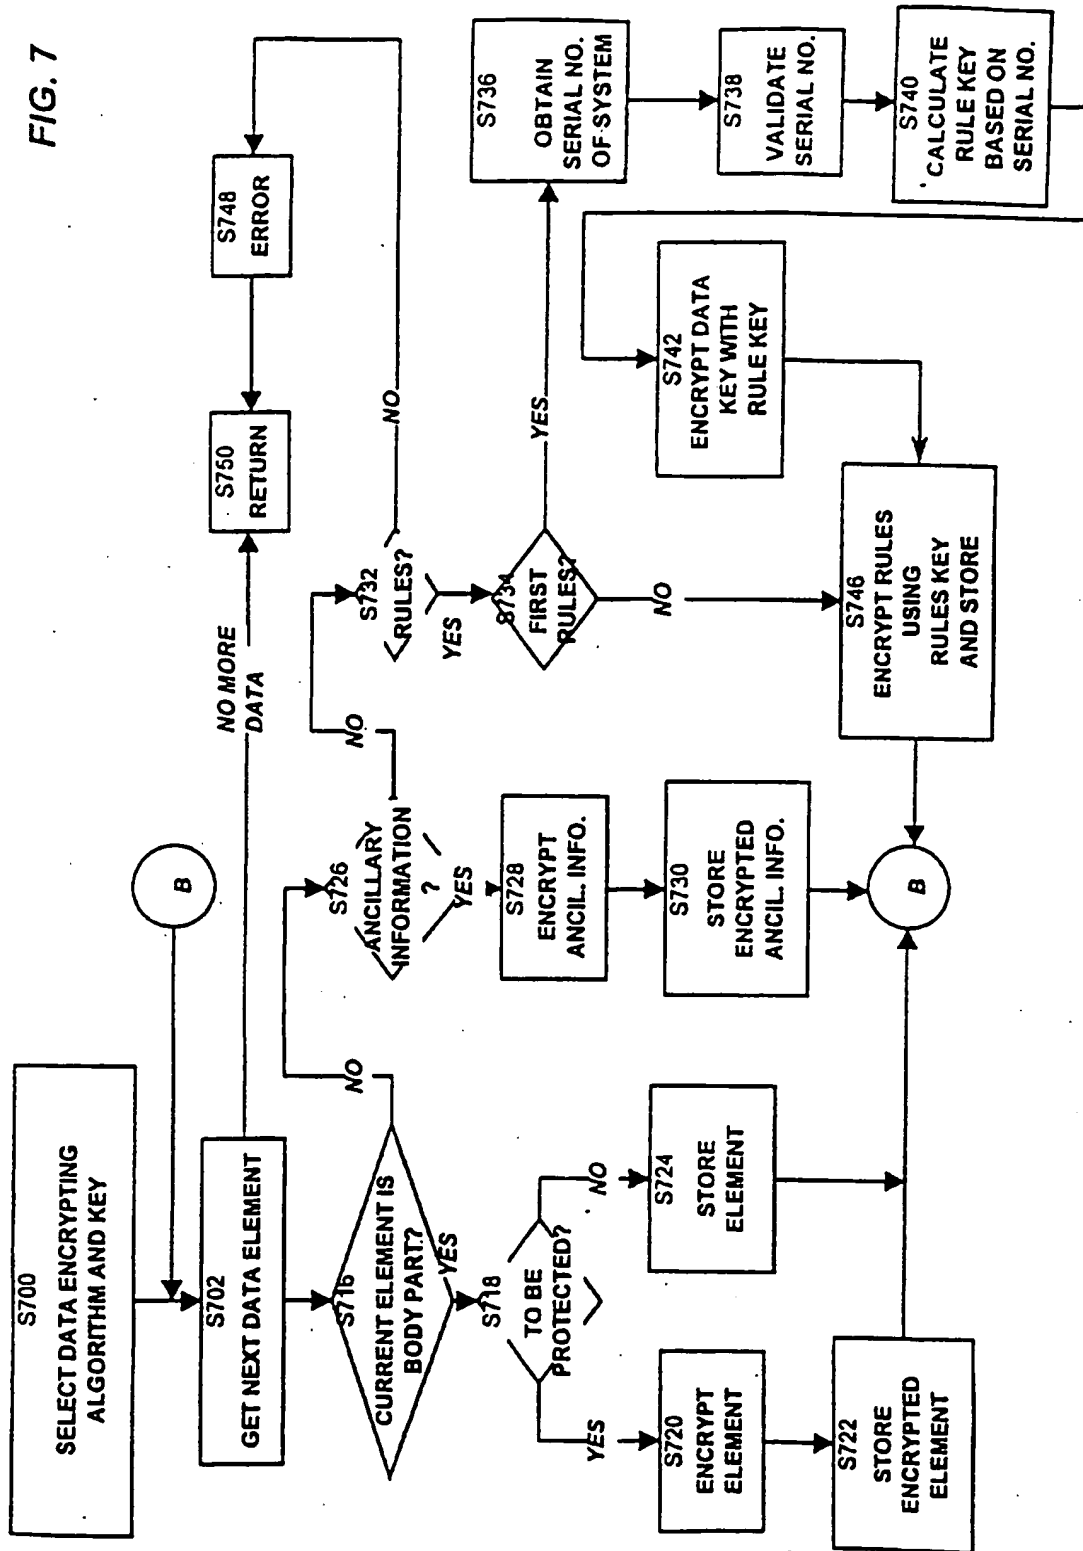 FIG. 7
S700
SELECT DATA ENCRYPTING
ALGORITHM AND KEY
B
S702
GET NEXT DATA ELEMENT
NO MORE
DATA
S750
RETURN
S748
ERROR
S716
CURRENT ELEMENT IS
BODY PART?
NO
YES
S718
TO BE
PROTECTED?
YES
NO
S720
ENCRYPT
ELEMENT
S722
STORE
ENCRYPTED
ELEMENT
S724
STORE
ELEMENT
S726
ANCILLARY
INFORMATION
?
NO
YES
S728
ENCRYPT
ANCIL. INFO.
S730
STORE
ENCRYPTED
ANCIL. INFO.
B
S732
RULES?
NO
YES
S734
FIRST
RULES?
YES
NO
S736
OBTAIN
SERIAL NO.
OF SYSTEM
S738
VALIDATE
SERIAL NO.
S740
CALCULATE
RULE KEY
BASED ON
SERIAL NO.
S742
ENCRYPT DATA
KEY WITH
RULE KEY
S746
ENCRYPT RULES
USING
RULES KEY
AND STORE